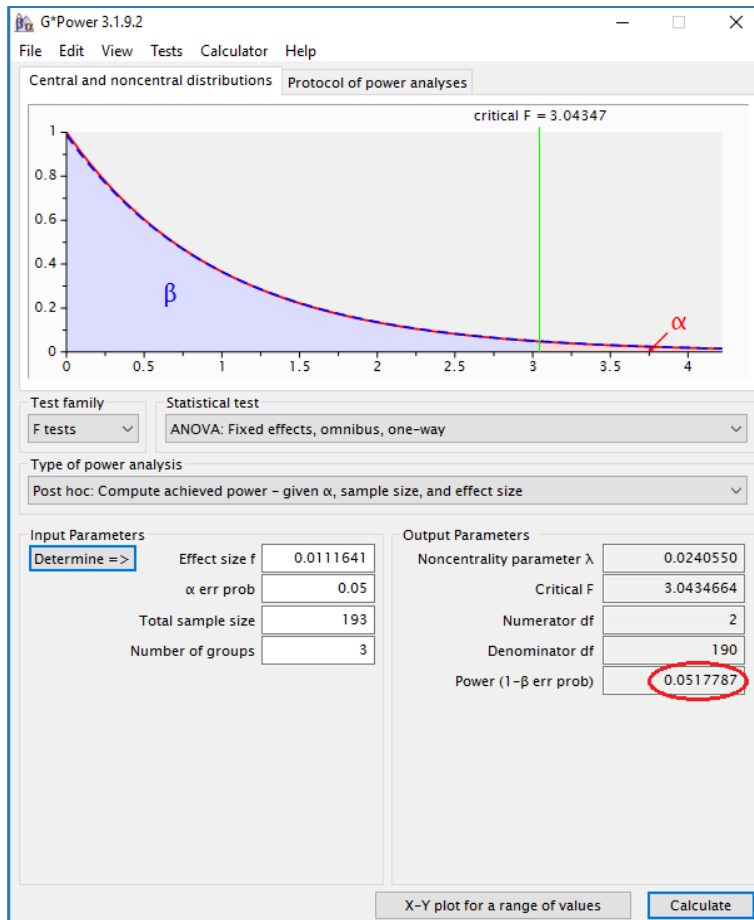 G*Power 3.1.9.2
File Edit View Tests Calculator Help
Central and noncentral distributions Protocol of power analyses
critical F = 3.04347
1
0.8
0.6
0.4
0.2
0
β
α
0 0.5 1 1.5 2 2.5 3 3.5 4
Test family Statistical test
F tests ANOVA: Fixed effects, omnibus, one-way
Type of power analysis
Post hoc: Compute achieved power - given α, sample size, and effect size
Input Parameters Output Parameters
Determine => Effect size f 0.0111641 Noncentrality parameter λ 0.0240550
α err prob 0.05 Critical F 3.0434664
Total sample size 193 Numerator df 2
Number of groups 3 Denominator df 190
Power (1-β err prob) 0.0517787
X-Y plot for a range of values Calculate